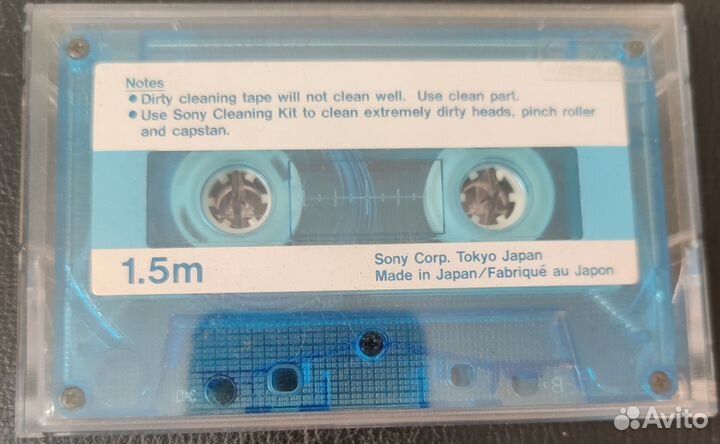 Notes
• Dirty cleaning tape will not clean well. Use clean part.
• Use Sony Cleaning Kit to clean extremely dirty heads, pinch roller
and capstan.
1.5m
Sony Corp. Tokyo Japan
Made in Japan/Fabriqué au Japon
B
Avito